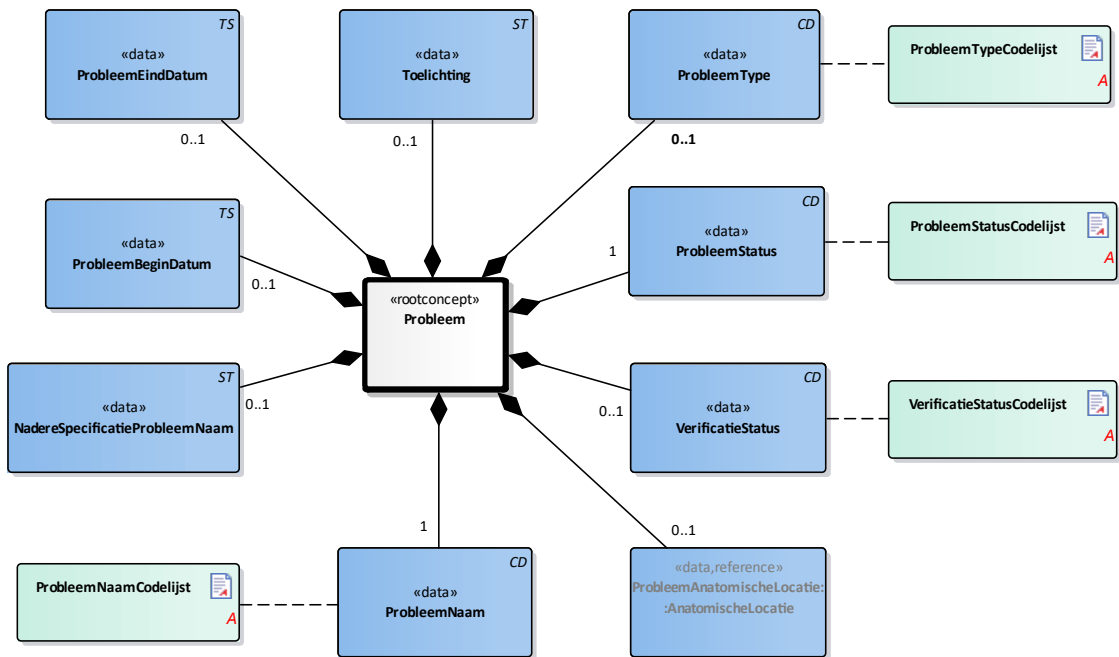 TS
«data»
ProbleemEindDatum
0..1
ST
«data»
Toelichting
0..1
CD
«data»
ProbleemType
0..1
ProbleemTypeCodelijst
A
TS
«data»
ProbleemBeginDatum
0..1
CD
«data»
ProbleemStatus
1
ProbleemStatusCodelijst
A
«rootconcept»
Probleem
ST
«data»
NadereSpecificatieProbleemNaam
0..1
CD
«data»
VerificatieStatus
0..1
VerificatieStatusCodelijst
A
1
CD
«data»
ProbleemNaam
ProbleemNaamCodelijst
A
0..1
«data,reference»
ProbleemAnatomischeLocatie:
:AnatomischeLocatie